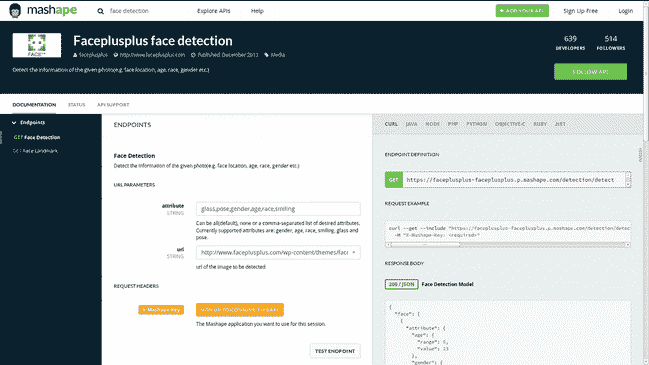 mashape
face detection
Explore APIs
Help
ADD YOUR API
Sign Up Free
Login
FACE++
Faceplusplus face detection
faceplusplus
http://www.faceplusplus.com
Published: December 2013
Media
Detect the information of the given photo(e.g. face location, age, race, gender etc.)
639
DEVELOPERS
514
FOLLOWERS
DOCUMENTATION
STATUS
API SUPPORT
Endpoints
GET Face Detection
Face Landmark
ENDPOINTS
Face Detection
Detect the information of the given photo(e.g. face location, age, race, gender etc.)
URL PARAMETERS
attribute
STRING
glass,pose,gender,age,race,smiling
Can be all(default), none or a comma-separated list of desired attributes.
Currently supported attributes are: gender, age, race, smiling, glass and
pose.
url
STRING
http://www.faceplusplus.com/wp-content/themes/face
url of the image to be detected
REQUEST HEADERS
X-Mashape-Key
The Mashape application you want to use for this session.
TEST ENDPOINT
CURL
JAVA
NODE
PHP
PYTHON
OBJECTIVE-C
RUBY
.NET
ENDPOINT DEFINITION
GET
https://faceplusplus-faceplusplus.p.mashape.com/detection/detect
REQUEST EXAMPLE
curl --get --include "https://faceplusplus-faceplusplus.p.mashape.com/detection/detec
-H "X-Mashape-Key: <required>"
RESPONSE BODY
200 / JSON
Face Detection Model
{
"face": [
{
"attribute": {
"age": {
"range": 5,
"value": 23
},
"gender": {